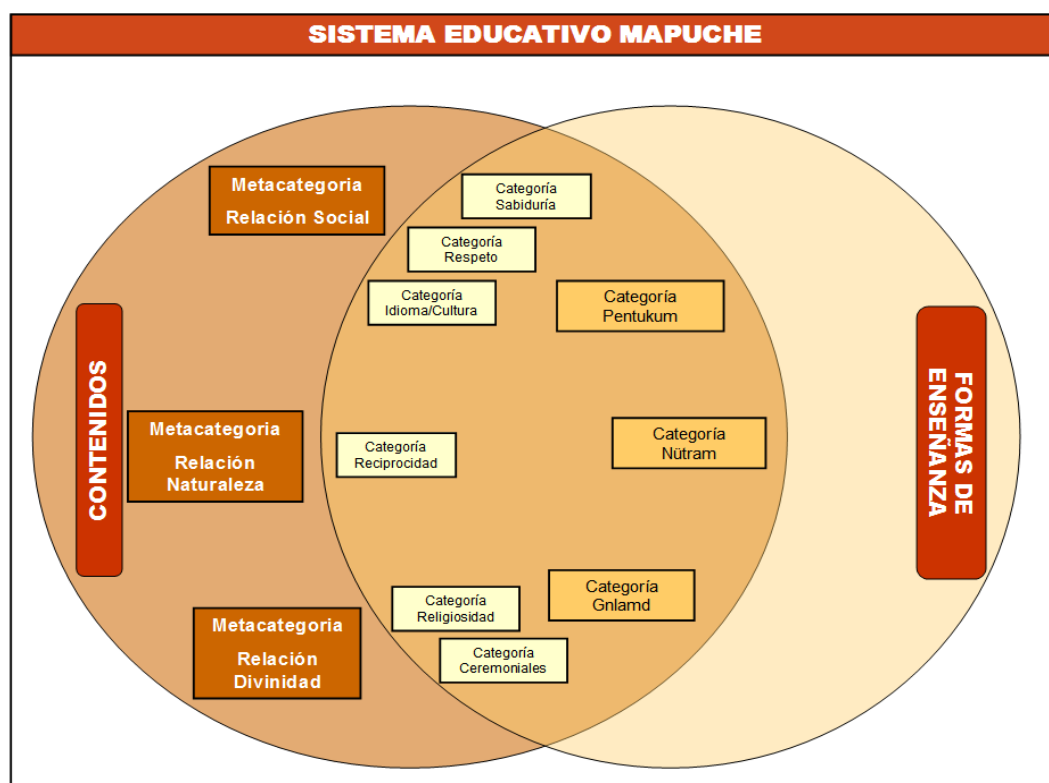 SISTEMA EDUCATIVO MAPUCHE
Metacategoria
Relación Social
Categoría
Sabiduría
Categoría
Respeto
Categoría
Idioma/Cultura
Categoría
Pentukum
CONTENIDOS
FORMAS DE
ENSEÑANZA
Metacategoria
Relación
Naturaleza
Categoría
Reciprocidad
Categoría
Nütram
Categoría
Gnlamd
Categoría
Religiosidad
Metacategoria
Relación
Divinidad
Categoría
Ceremoniales